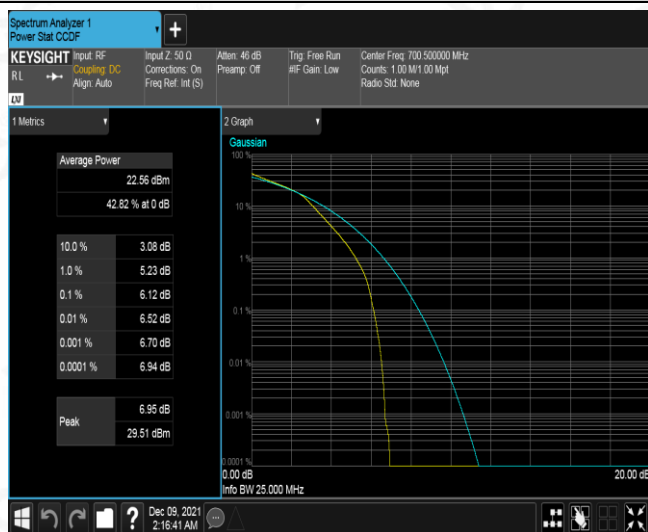 Spectrum Analyzer 1
Power Stat CCDF
+
KEYSIGHT
RL
Input: RF
Coupling: DC
Align: Auto
Input Z: 50 Ω
Corrections: On
Freq Ref: Int (S)
Atten: 46 dB
Preamp: Off
Trig: Free Run
#IF Gain: Low
Center Freq: 700.500000 MHz
Counts: 1.00 M/1.00 Mpt
Radio Std: None
LXI
1 Metrics
Average Power
22.56 dBm
42.82 % at 0 dB
10.0 % 3.08 dB
1.0 % 5.23 dB
0.1 % 6.12 dB
0.01 % 6.52 dB
0.001 % 6.70 dB
0.0001 % 6.94 dB
Peak
6.95 dB
29.51 dBm
2 Graph
Gaussian
100 %
10 %
1 %
0.1 %
0.01 %
0.001 %
0.0001 %
0.00 dB
20.00 dB
Info BW 25.000 MHz
?
Dec 09, 2021
2:16:41 AM